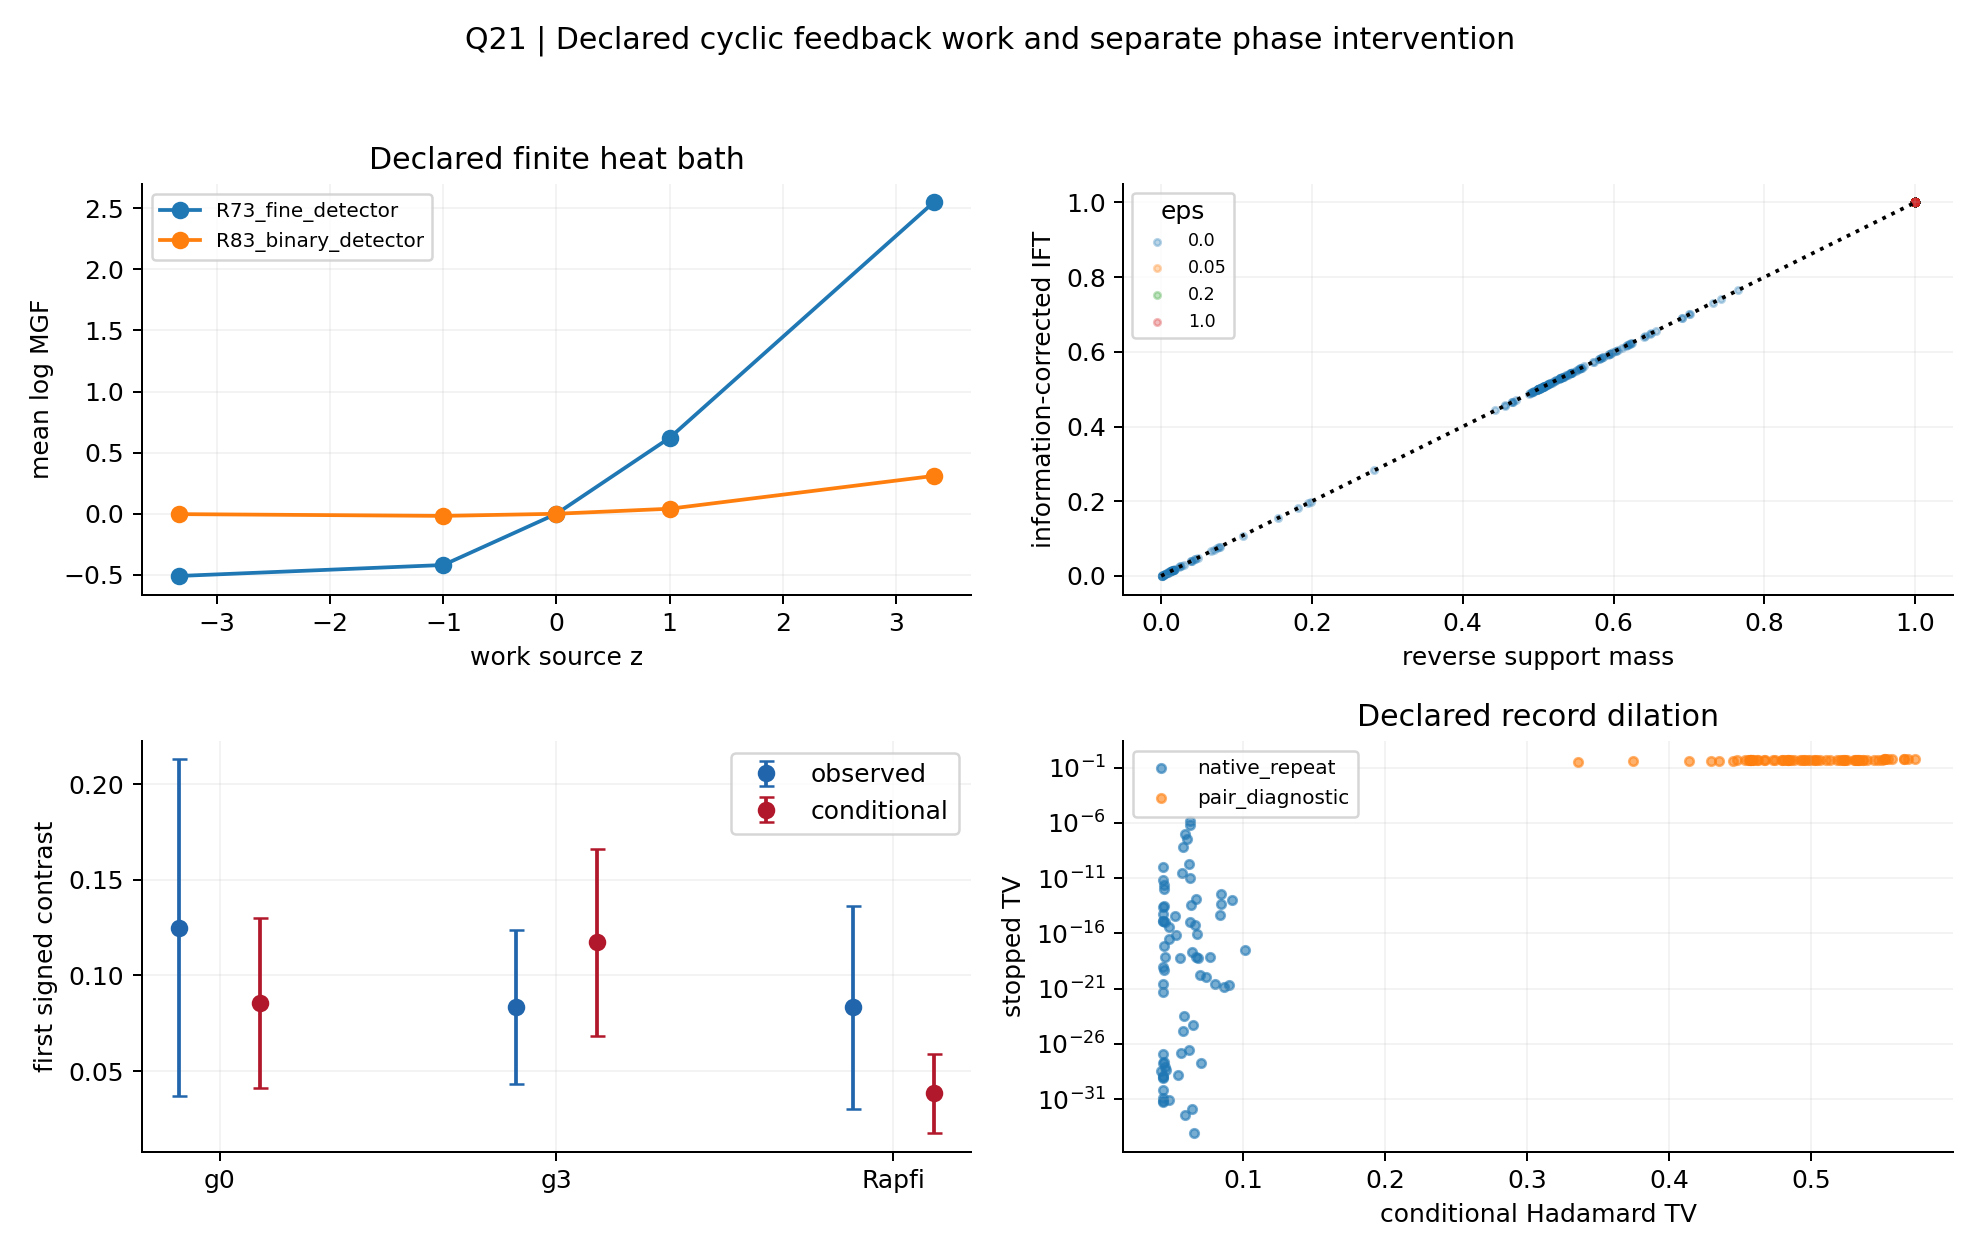 Q21 | Declared cyclic feedback work and separate phase intervention
Declared finite heat bath
R73_fine_detector
R83_binary_detector
mean log MGF
2.5
2.0
1.5
1.0
0.5
0.0
−0.5
−3
−2
−1
0
1
2
3
work source z
eps
0.0
0.05
0.2
1.0
information-corrected IFT
1.0
0.8
0.6
0.4
0.2
0.0
0.0
0.2
0.4
0.6
0.8
1.0
reverse support mass
observed
conditional
first signed contrast
0.20
0.15
0.10
0.05
g0
g3
Rapfi
Declared record dilation
native_repeat
pair_diagnostic
stopped TV
10⁻¹
10⁻⁶
10⁻¹¹
10⁻¹⁶
10⁻²¹
10⁻²⁶
10⁻³¹
0.1
0.2
0.3
0.4
0.5
conditional Hadamard TV